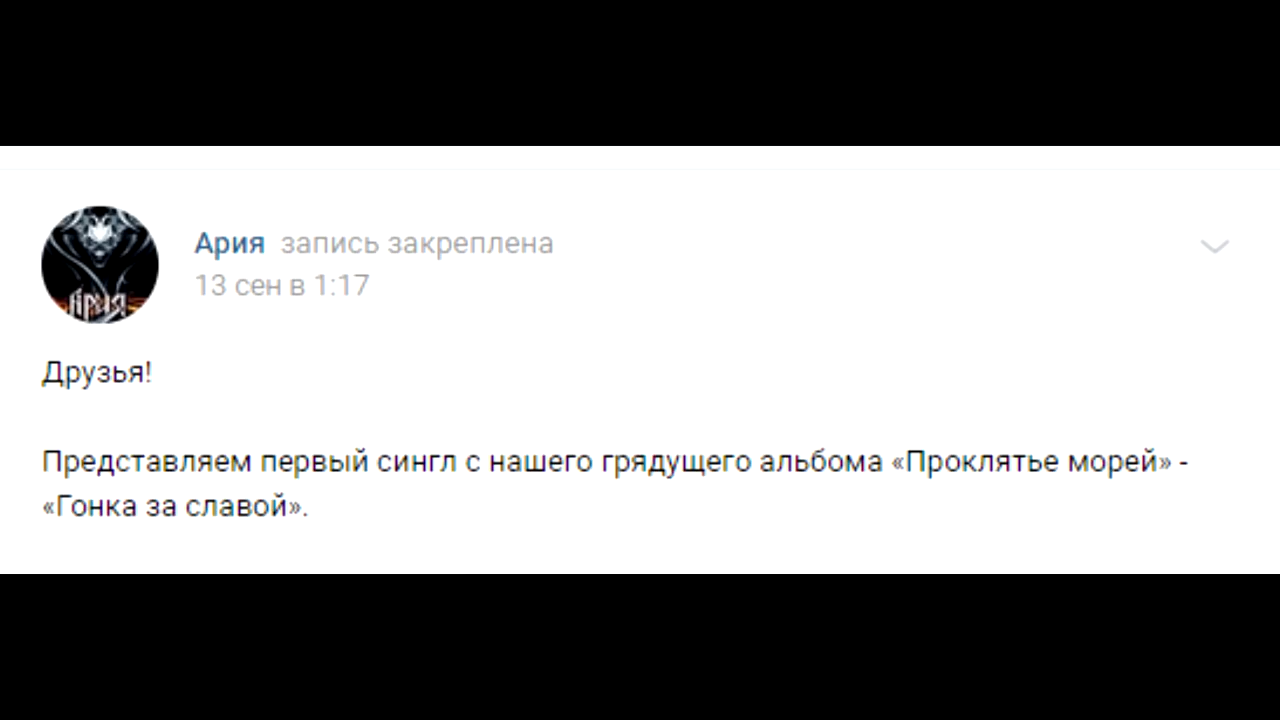 Ария запись закреплена
13 сен в 1:17
Ария
Друзья!
Представляем первый сингл с нашего грядущего альбома «Проклятье морей» -
«Гонка за славой».